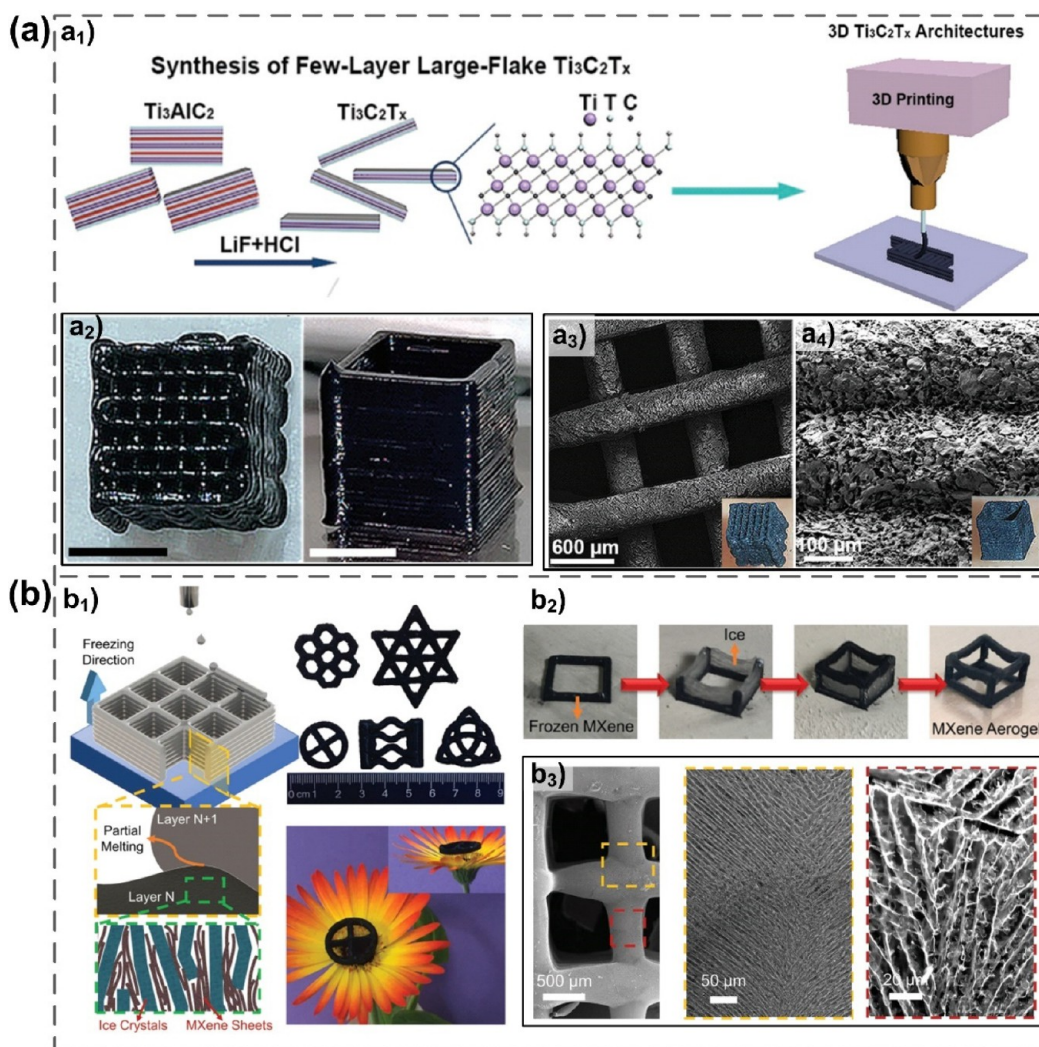 (a) a₁)
3D Ti₃C₂Tₓ Architectures
Synthesis of Few-Layer Large-Flake Ti₃C₂Tₓ
Ti₃AlC₂
Ti₃C₂Tₓ
Ti T C
3D Printing
LiF+HCl
a₂)
a₃)
600 µm
a₄)
100 µm
(b) b₁)
Freezing
Direction
0 cm 1 2 3 4 5 6 7 8 9
Layer N+1
Partial
Melting
Layer N
Ice Crystals MXene Sheets
b₂)
Ice
Frozen MXene
MXene Aerogel
b₃)
500 µm
50 µm
20 µm